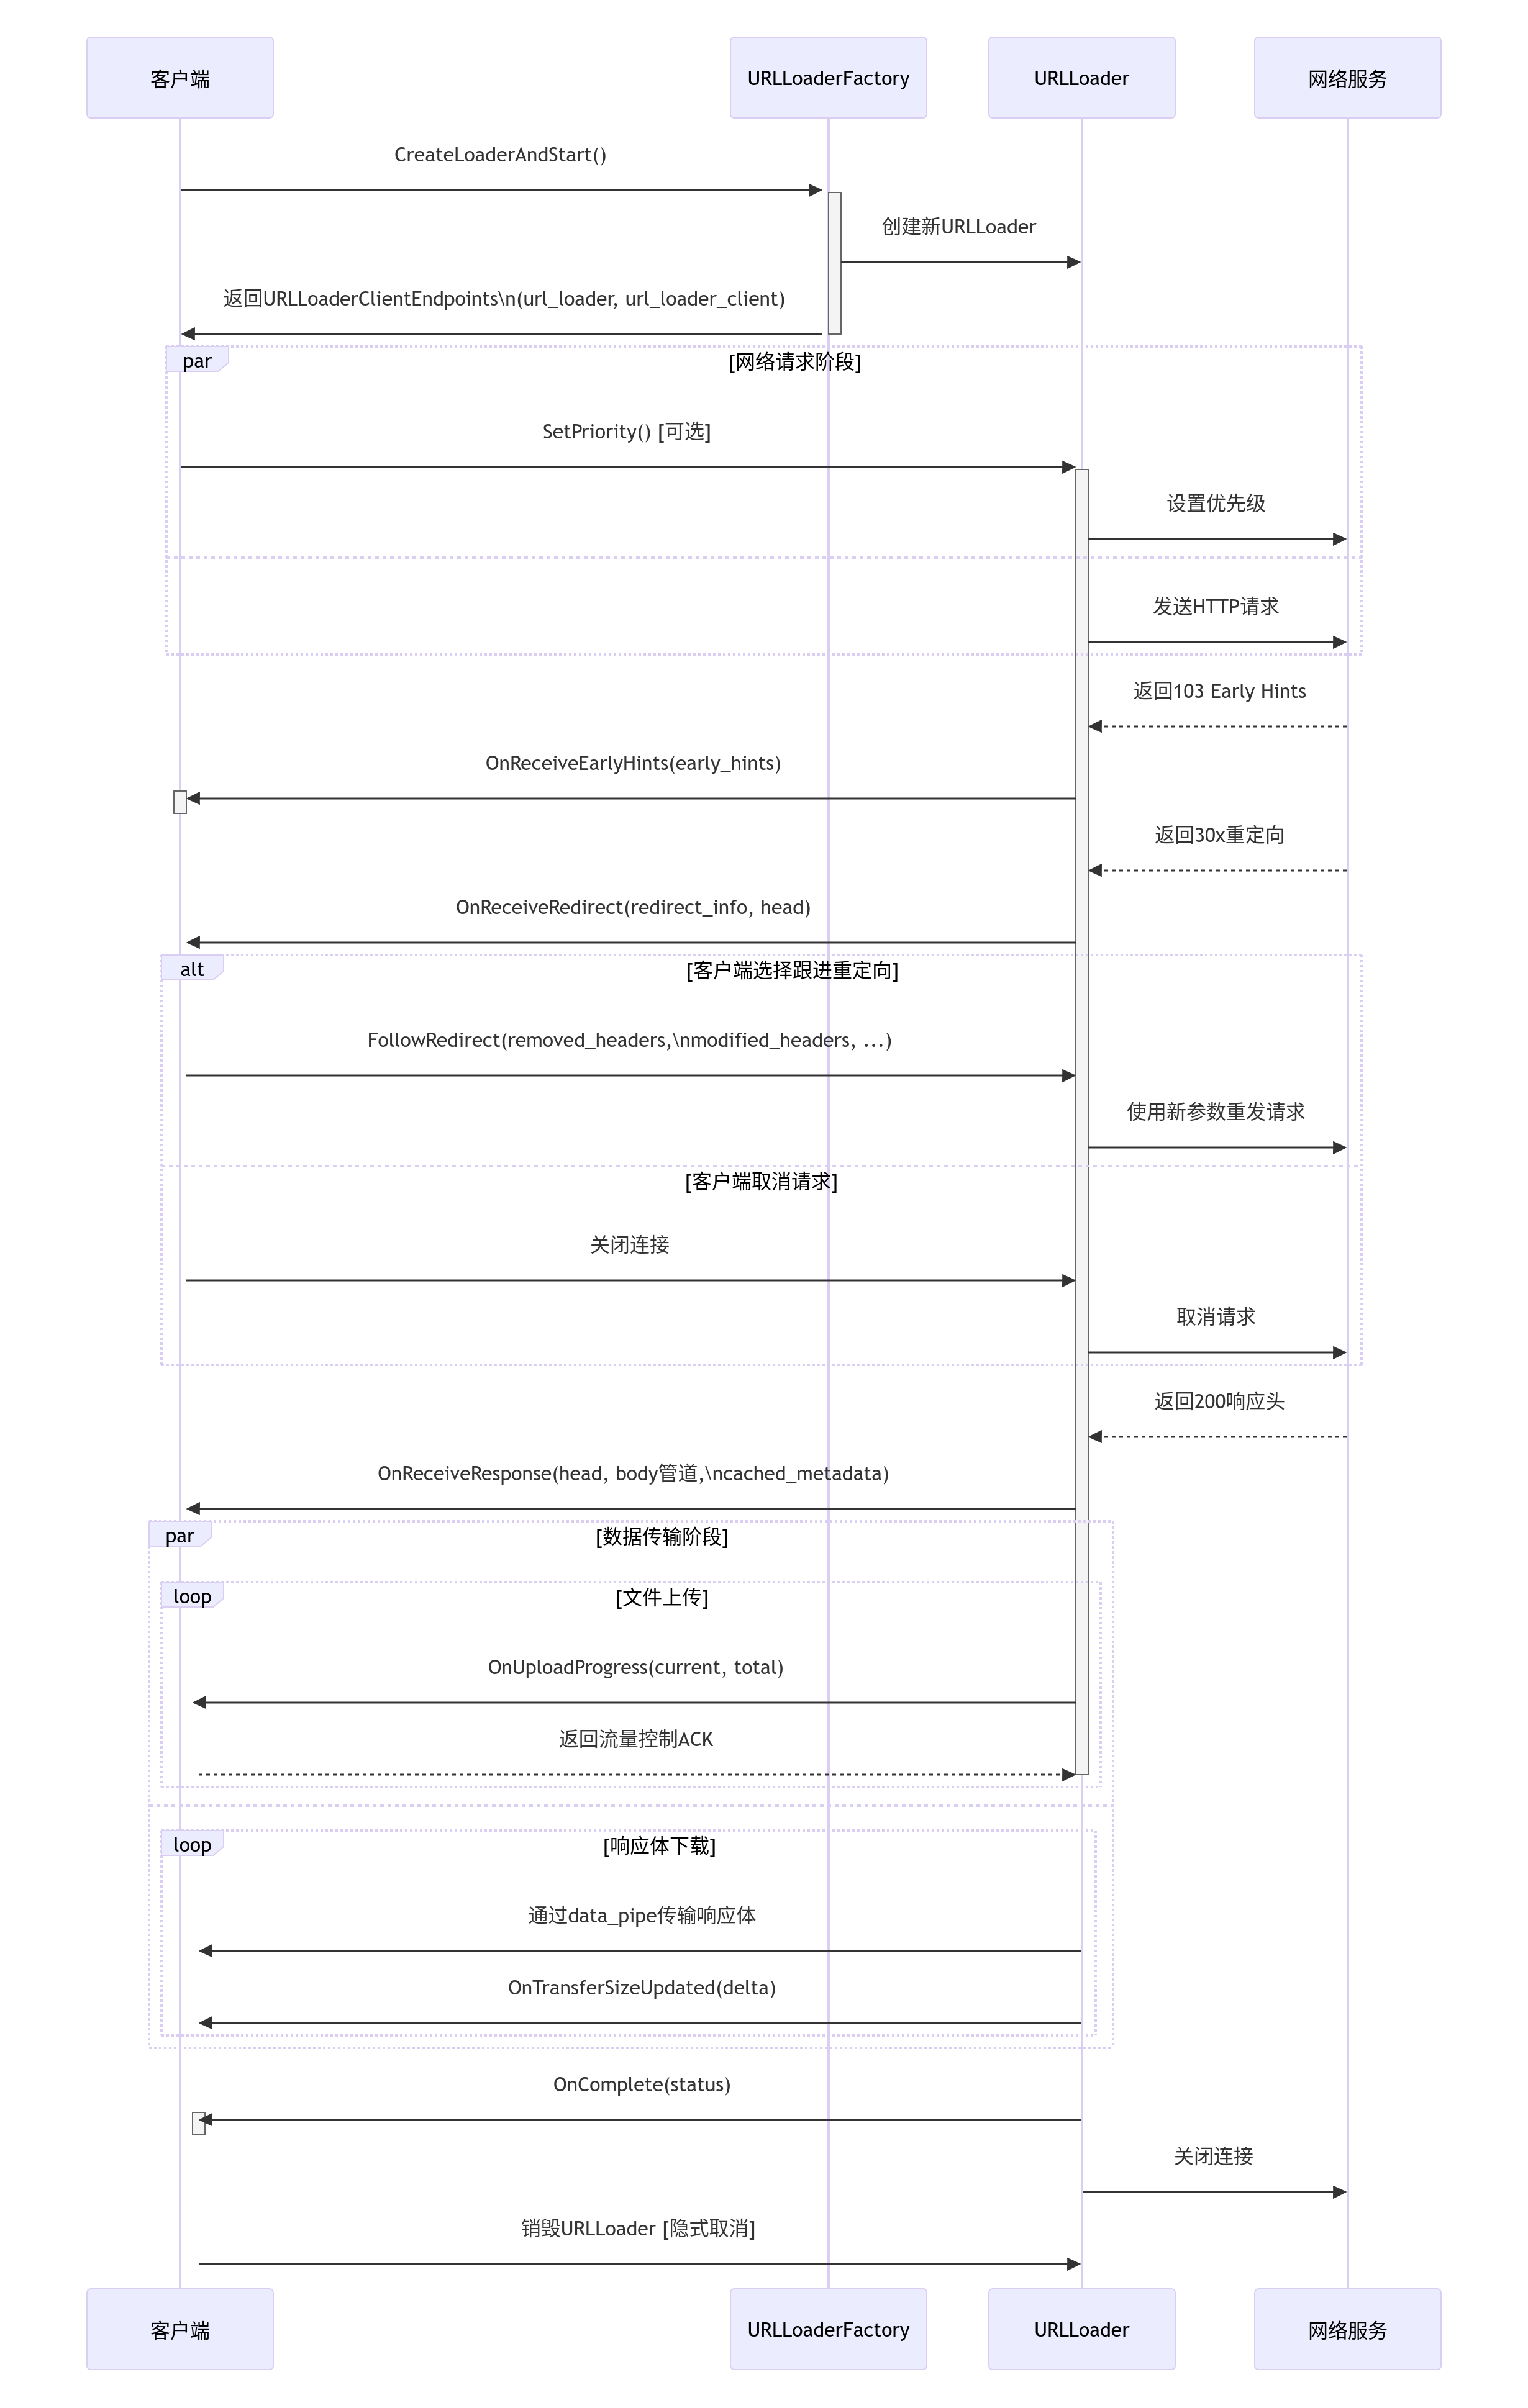 客户端
URLLoaderFactory
URLLoader
网络服务
CreateLoaderAndStart()
创建新URLLoader
返回URLLoaderClientEndpoints\n(url_loader, url_loader_client)
par
[网络请求阶段]
SetPriority() [可选]
设置优先级
发送HTTP请求
返回103 Early Hints
OnReceiveEarlyHints(early_hints)
返回30x重定向
OnReceiveRedirect(redirect_info, head)
alt
[客户端选择跟进重定向]
FollowRedirect(removed_headers,\nmodified_headers, ...)
使用新参数重发请求
[客户端取消请求]
关闭连接
取消请求
返回200响应头
OnReceiveResponse(head, body管道,\ncached_metadata)
par
[数据传输阶段]
loop
[文件上传]
OnUploadProgress(current, total)
返回流量控制ACK
loop
[响应体下载]
通过data_pipe传输响应体
OnTransferSizeUpdated(delta)
OnComplete(status)
关闭连接
销毁URLLoader [隐式取消]
客户端
URLLoaderFactory
URLLoader
网络服务